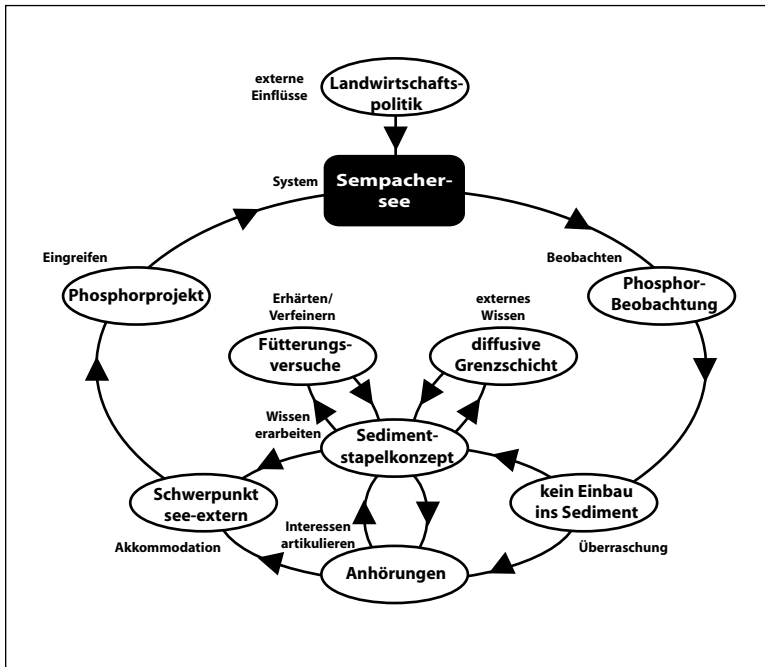 externe
Einflüsse
Landwirtschafts-
politik
System
Sempacher-
see
Eingreifen
Phosphorprojekt
Beobachten
Phosphor-
Beobachtung
Erhärten/
Verfeinern
Fütterungs-
versuche
externes
Wissen
diffusive
Grenzschicht
Wissen
erarbeiten
Sediment-
stapelkonzept
Schwerpunkt
see-extern
Akkommodation
kein Einbau
ins Sediment
Überraschung
Interessen
artikulieren
Anhörungen